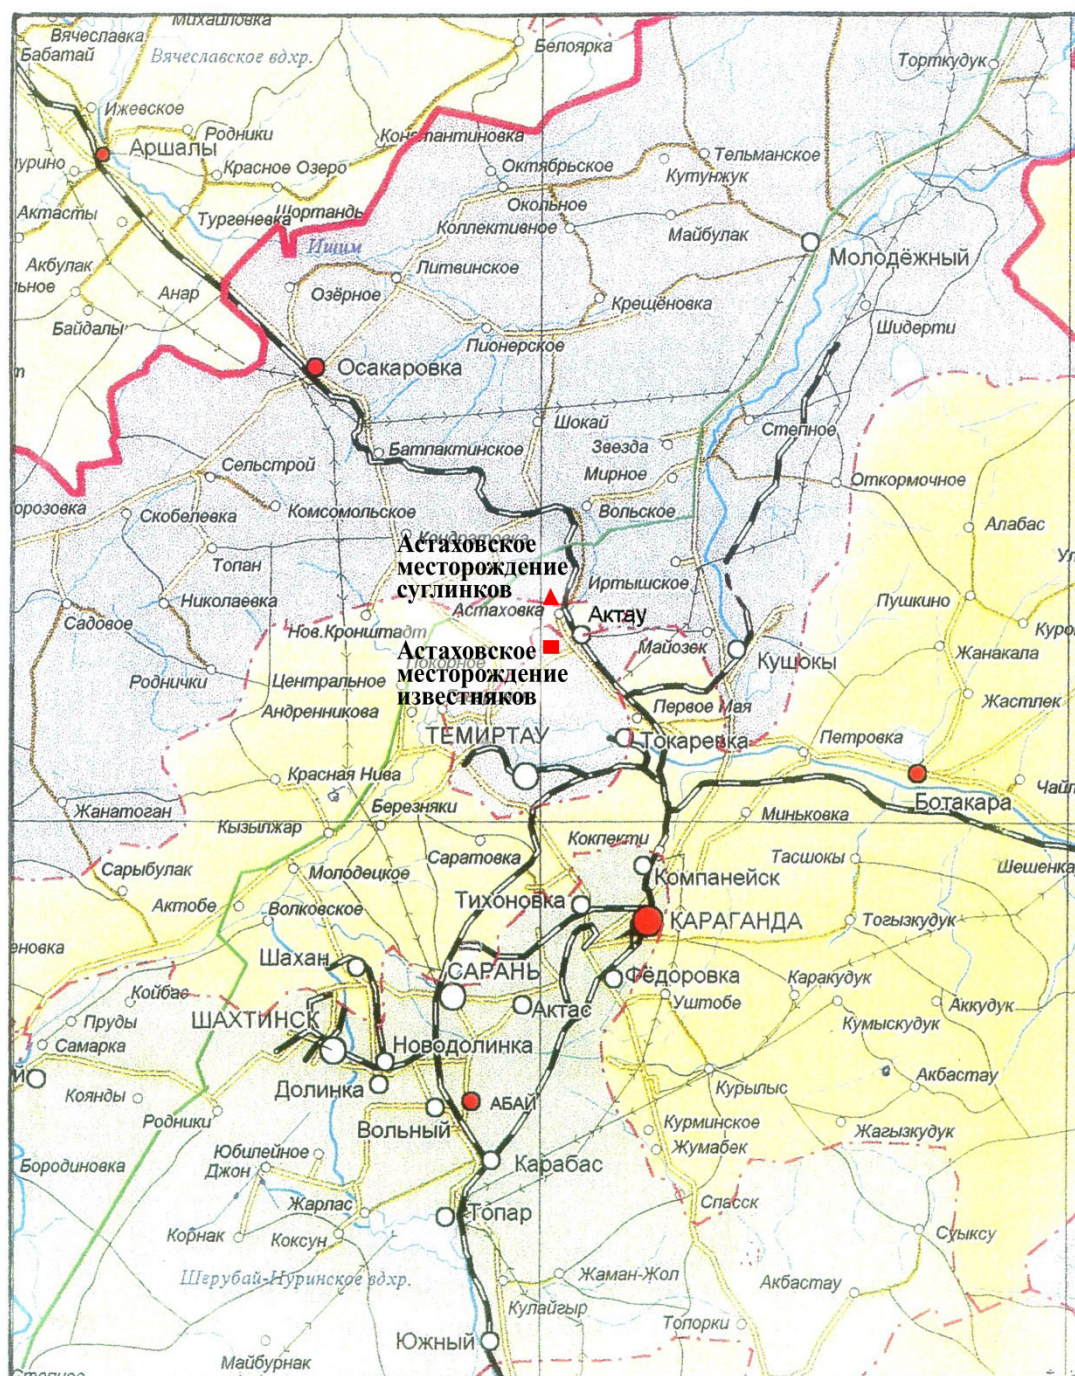 Михайловка
Вячеславка
Бабатай
Вячеславское вдхр.
Белоярка
Торткудук
Ижевское
Родники
Константиновка
Аршалы
Красное Озеро
Октябрьское
Тельманское
Кутунжук
Актасты
Тургеневка
Шортанды
Окольное
Коллективное
Майбулак
Ишим
Молодёжный
Акбулак
Анар
Литвинское
Озёрное
Крещёновка
Байдалы
Пионерское
Шидерти
Осакаровка
Шокай
Степное
Батпактинское
Звезда
Сельстрой
Мирное
Откормочное
Скобелевка
Комсомольское
Вольское
Алабас
Кондратовка
Астаховское
месторождение
суглинков
Топан
Иртышское
Николаевка
Астаховка
Актау
Пушкино
Садовое
Нов.Кронштадт
Майозек
Кушокы
Жанакала
Астаховское
месторождение
известняков
Покорное
Роднички
Центральное
Жастлек
Андренникова
Первое Мая
ТЕМИРТАУ
Токаревка
Петровка
Красная Нива
Ботакара
Жанатоган
Березняки
Миньковка
Кызылжар
Кокпекти
Саратовка
Тасшокы
Шешенка
Сарыбулак
Молодецкое
Компанейск
Актобе
Волковское
Тихоновка
КАРАГАНДА
Тогызкудук
Шахан
САРАНЬ
Фёдоровка
Каракудук
Койбас
Актас
Уштобе
Аккудук
Пруды
ШАХТИНСК
Кумыскудук
Самарка
Новодолинка
Коянды
Долинка
Курылыс
Акбастау
Родники
АБАЙ
Вольный
Курминское
Жумабек
Жагызкудук
Юбилейное
Бородиновка
Джон
Карабас
Жарлас
Спасск
Корнак
Топар
Коксун
Суыксу
Шерубай-Нуринское вдхр.
Жаман-Жол
Акбастау
Кулайгыр
Топорки
Южный
Майбурнак